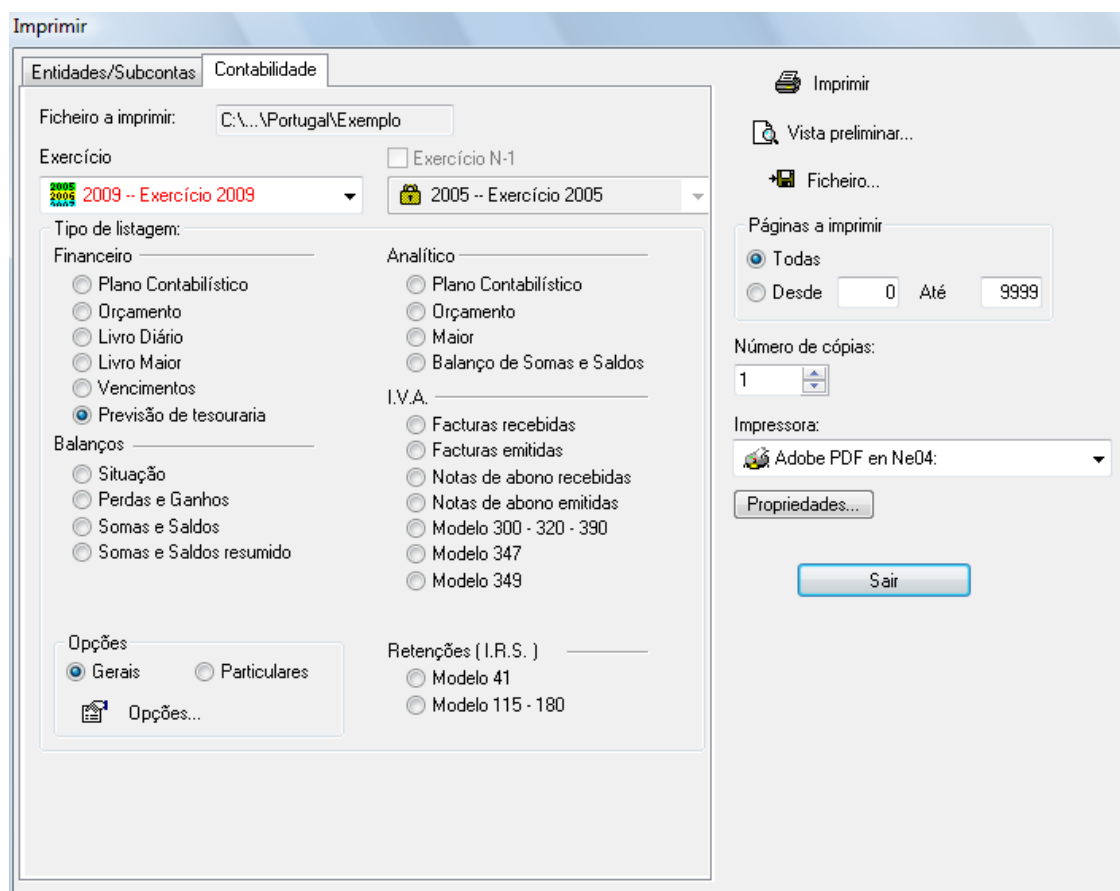 Imprimir
Entidades/Subcontas
Contabilidade
Ficheiro a imprimir:
C:\...\Portugal\Exemplo
Exercício
Exercício N-1
2005
2006
2007
2009 -- Exercício 2009
2005 -- Exercício 2005
Tipo de listagem:
Financeiro
Plano Contabilístico
Orçamento
Livro Diário
Livro Maior
Vencimentos
Previsão de tesouraria
Balanços
Situação
Perdas e Ganhos
Somas e Saldos
Somas e Saldos resumido
Opções
Gerais
Particulares
Opções...
Analítico
Plano Contabilístico
Orçamento
Maior
Balanço de Somas e Saldos
I.V.A.
Facturas recebidas
Facturas emitidas
Notas de abono recebidas
Notas de abono emitidas
Modelo 300 - 320 - 390
Modelo 347
Modelo 349
Retenções ( I.R.S. )
Modelo 41
Modelo 115 - 180
Imprimir
Vista preliminar...
Ficheiro...
Páginas a imprimir
Todas
Desde 0 Até 9999
Número de cópias:
1
Impressora:
Adobe PDF en Ne04:
Propriedades...
Sair